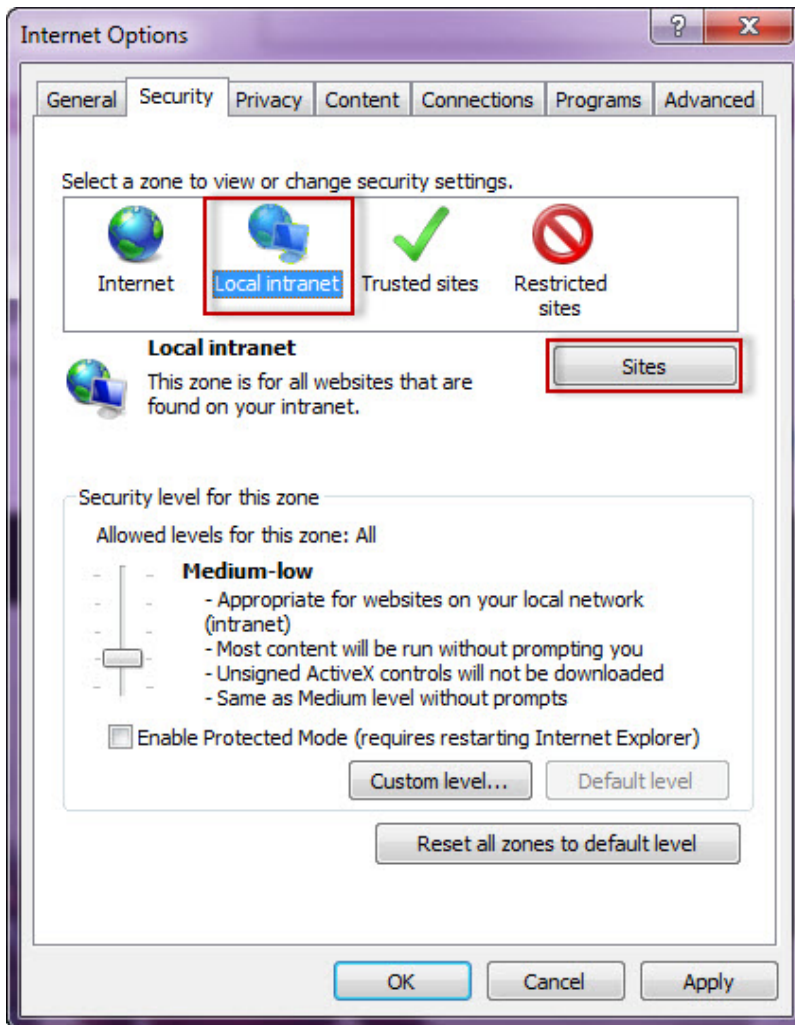 Internet Options
?
X
General Security Privacy Content Connections Programs Advanced
Select a zone to view or change security settings.
Internet Local intranet Trusted sites Restricted
sites
Local intranet
Sites
This zone is for all websites that are
found on your intranet.
Security level for this zone
Allowed levels for this zone: All
Medium-low
- Appropriate for websites on your local network
(intranet)
- Most content will be run without prompting you
- Unsigned ActiveX controls will not be downloaded
- Same as Medium level without prompts
Enable Protected Mode (requires restarting Internet Explorer)
Custom level... Default level
Reset all zones to default level
OK Cancel Apply